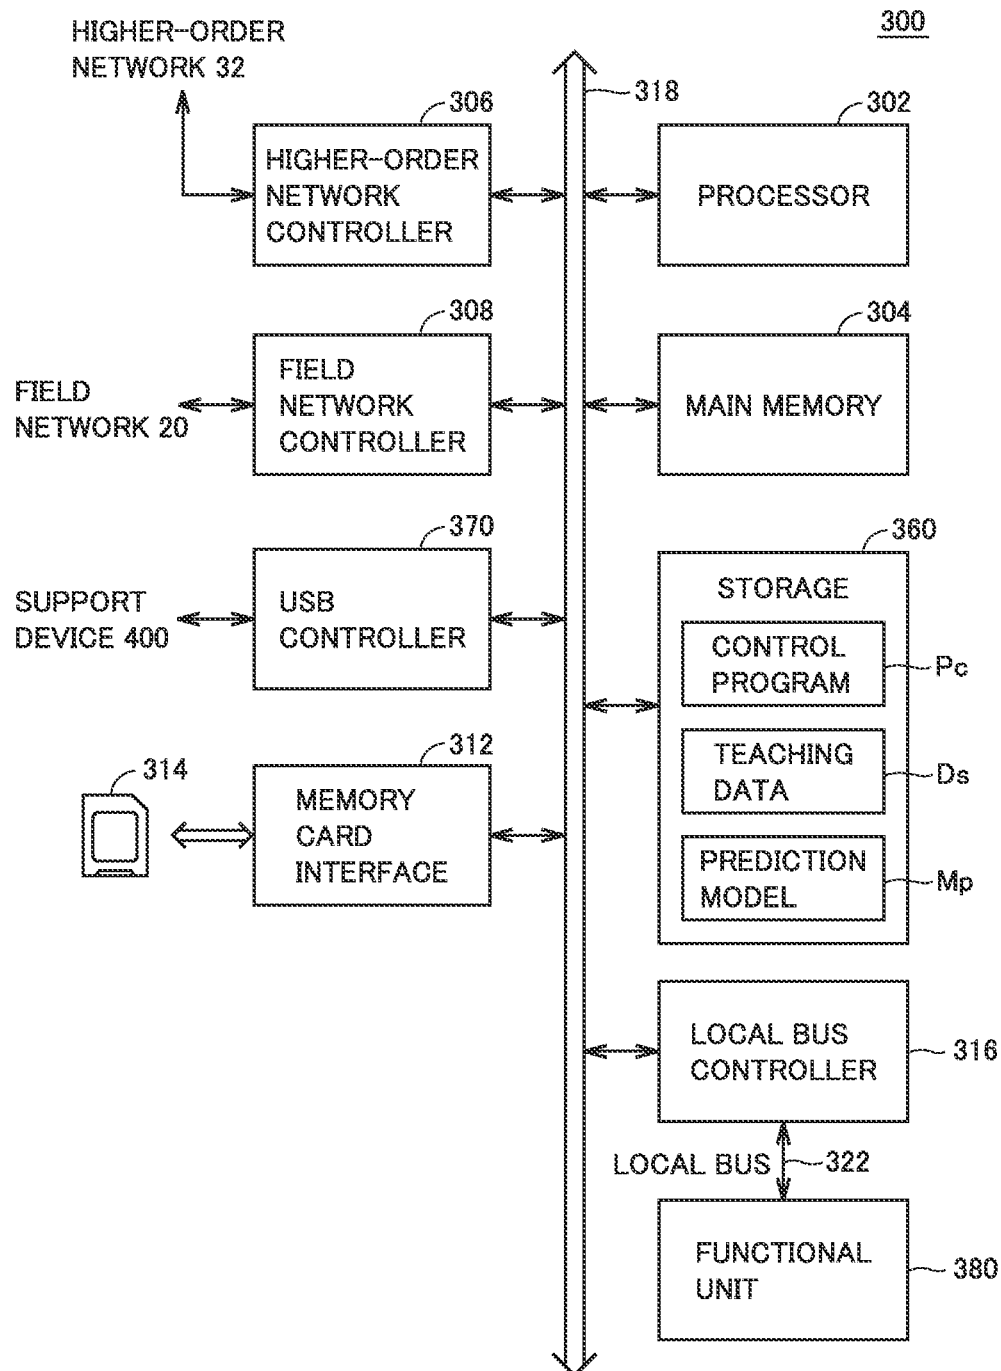 300
HIGHER-ORDER
NETWORK 32
306
HIGHER-ORDER
NETWORK
CONTROLLER
318
302
PROCESSOR
308
FIELD
NETWORK
CONTROLLER
FIELD
NETWORK 20
304
MAIN MEMORY
370
USB
CONTROLLER
SUPPORT
DEVICE 400
360
STORAGE
CONTROL
PROGRAM
Pc
TEACHING
DATA
Ds
PREDICTION
MODEL
Mp
312
MEMORY
CARD
INTERFACE
314
LOCAL BUS
CONTROLLER
316
LOCAL BUS
322
FUNCTIONAL
UNIT
380